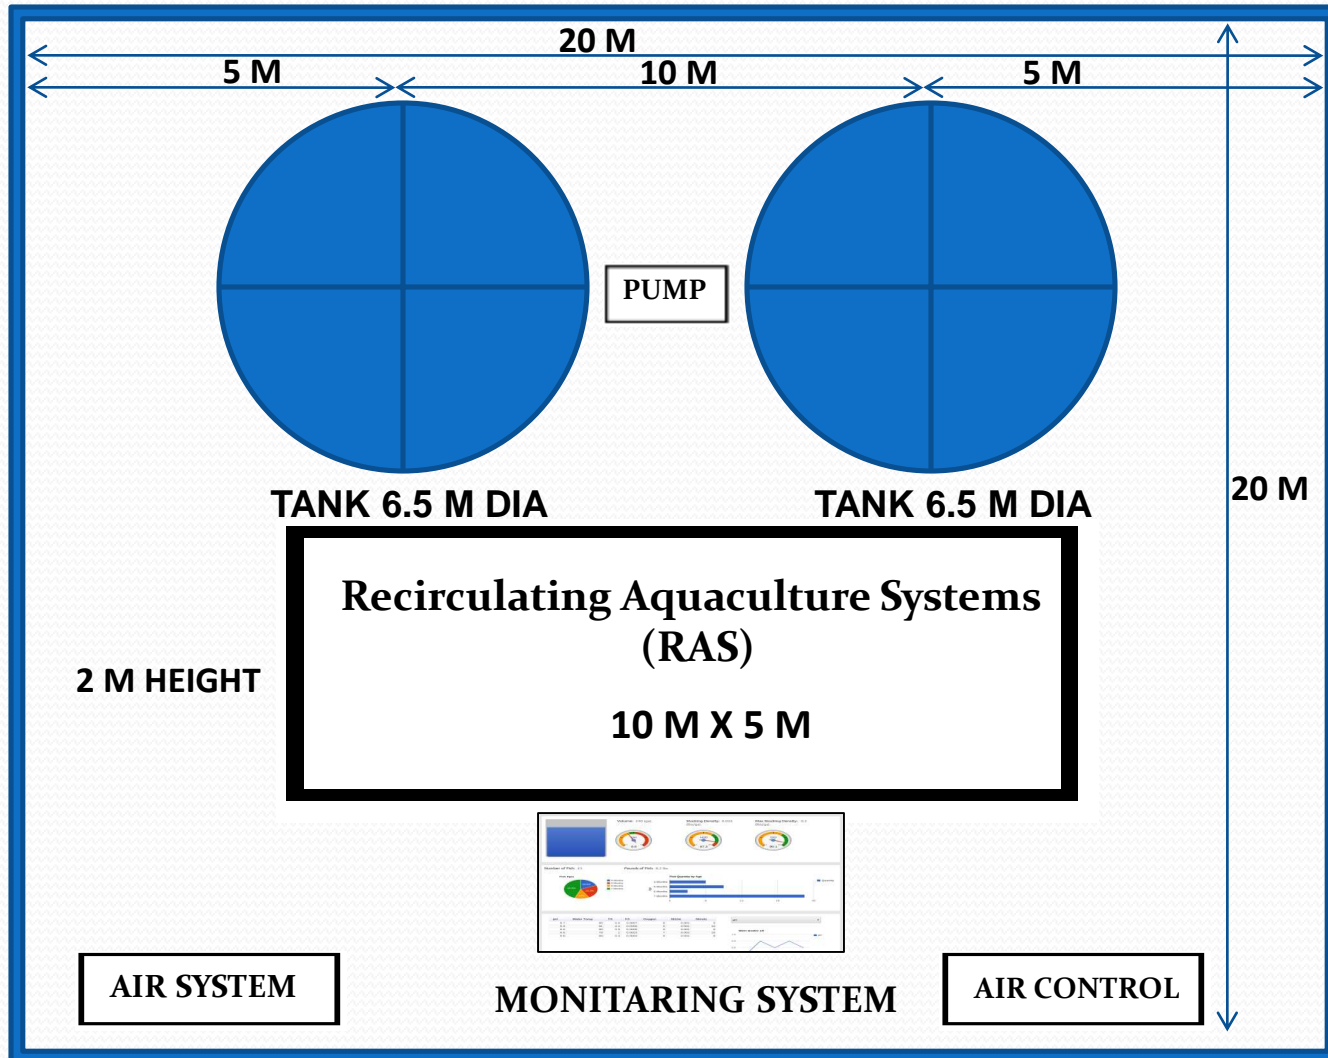 20 M
5 M
10 M
5 M
PUMP
TANK 6.5 M DIA
TANK 6.5 M DIA
20 M
Recirculating Aquaculture Systems
(RAS)
2 M HEIGHT
10 M X 5 M
AIR SYSTEM
MONITARING SYSTEM
AIR CONTROL